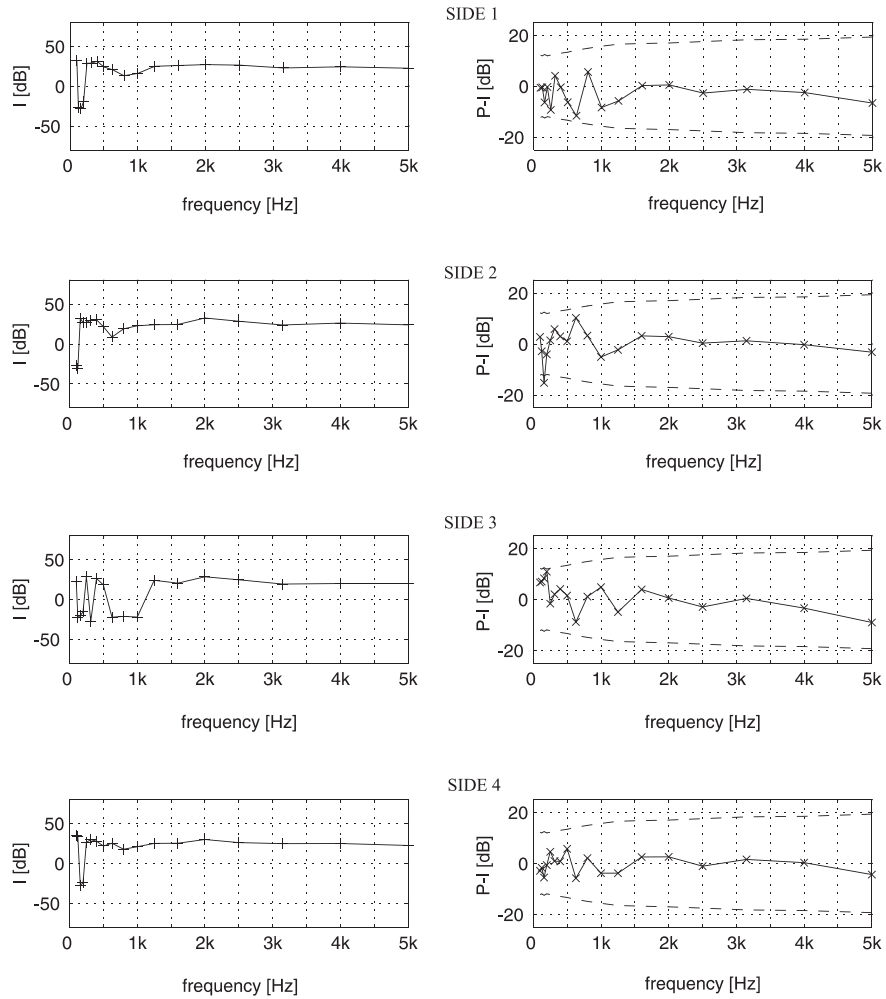 SIDE 1
I [dB]
50
0
-50
0 1k 2k 3k 4k 5k
frequency [Hz]
P-I [dB]
20
0
-20
0 1k 2k 3k 4k 5k
frequency [Hz]
SIDE 2
I [dB]
50
0
-50
0 1k 2k 3k 4k 5k
frequency [Hz]
P-I [dB]
20
0
-20
0 1k 2k 3k 4k 5k
frequency [Hz]
SIDE 3
I [dB]
50
0
-50
0 1k 2k 3k 4k 5k
frequency [Hz]
P-I [dB]
20
0
-20
0 1k 2k 3k 4k 5k
frequency [Hz]
SIDE 4
I [dB]
50
0
-50
0 1k 2k 3k 4k 5k
frequency [Hz]
P-I [dB]
20
0
-20
0 1k 2k 3k 4k 5k
frequency [Hz]